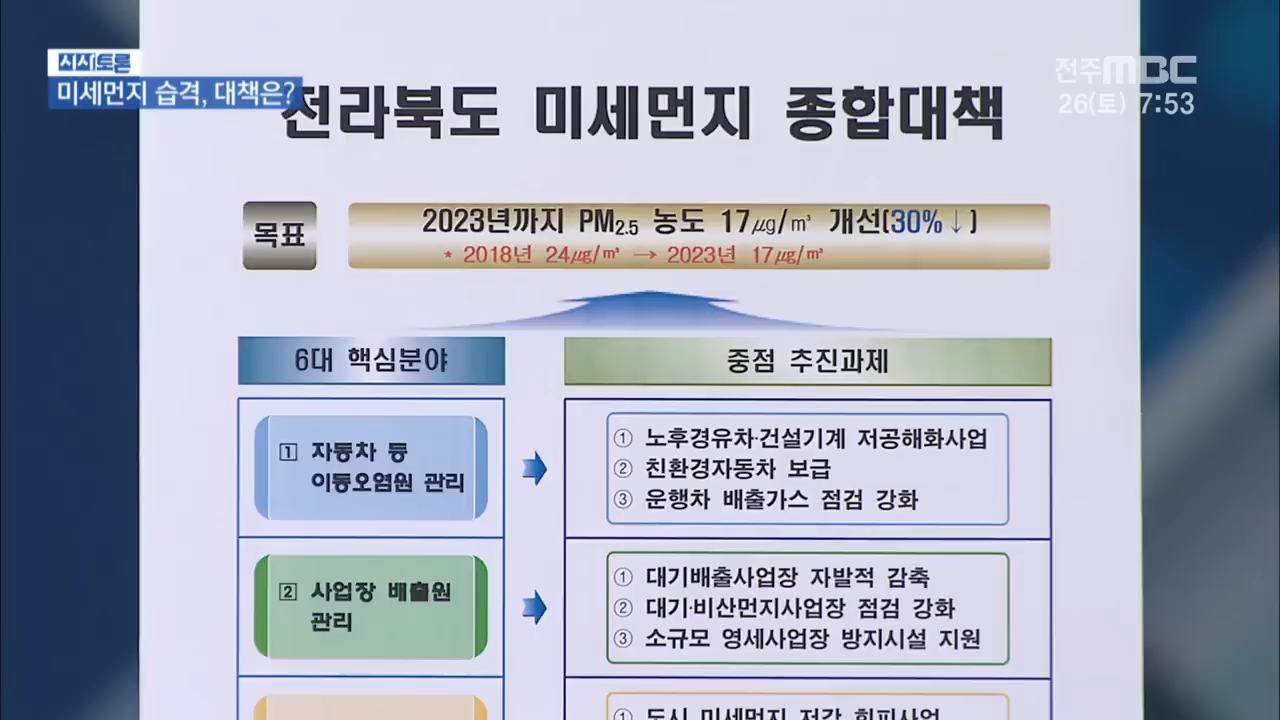 시사토론
미세먼지 습격, 대책은?
전주MBC
26(토) 7:53
전라북도 미세먼지 종합대책
목표
2023년까지 PM2.5 농도 17㎍/㎥ 개선(30%↓)
* 2018년 24㎍/㎥ → 2023년 17㎍/㎥
6대 핵심분야
중점 추진과제
1 자동차 등
이동오염원 관리
① 노후경유차·건설기계 저공해화사업
② 친환경자동차 보급
③ 운행차 배출가스 점검 강화
2 사업장 배출원
관리
① 대기배출사업장 자발적 감축
② 대기·비산먼지사업장 점검 강화
③ 소규모 영세사업장 방지시설 지원
① 도시 미세먼지 저감